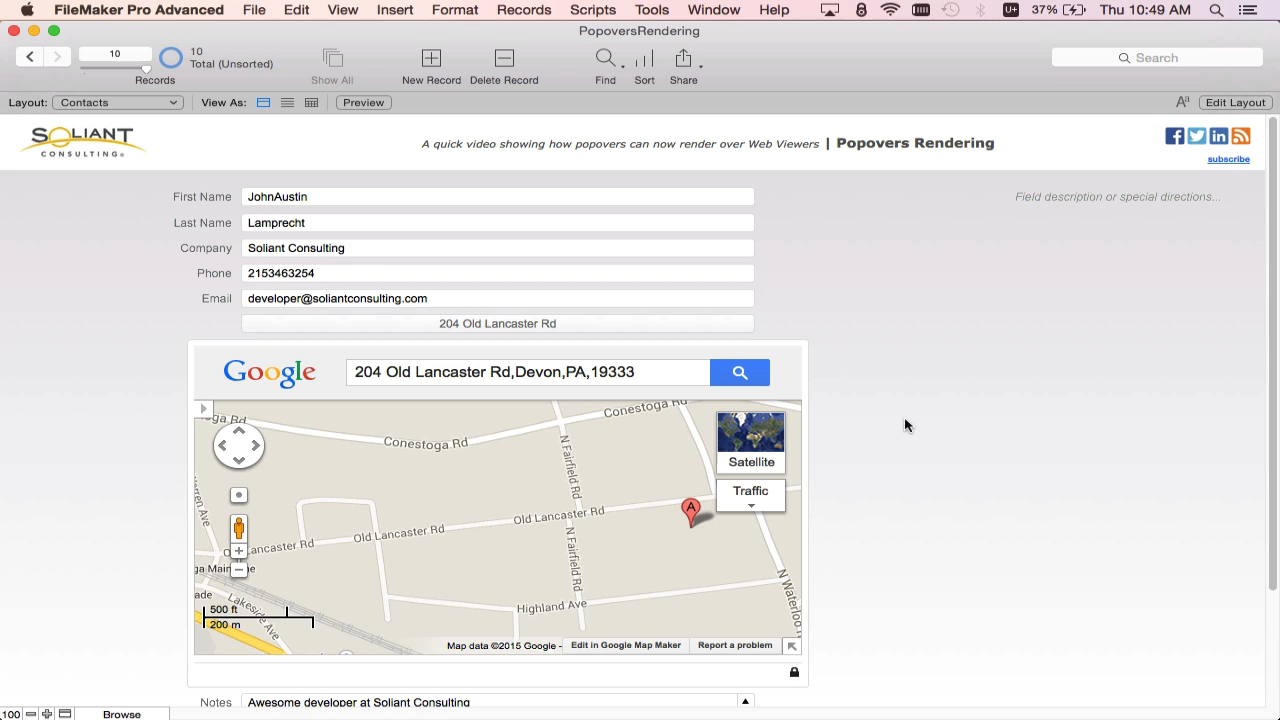 FileMaker Pro Advanced File Edit View Insert Format Records Scripts Tools Window Help 37% Thu 10:49 AM
PopoversRendering
10 10 Total (Unsorted) Records Show All New Record Delete Record Find Sort Share Search
Layout: Contacts View As: Preview Aa Edit Layout
SOLIANT CONSULTING
A quick video showing how popovers can now render over Web Viewers | Popovers Rendering
subscribe
First Name JohnAustin
Field description or special directions...
Last Name Lamprecht
Company Soliant Consulting
Phone 2153463254
Email developer@soliantconsulting.com
204 Old Lancaster Rd
Google 204 Old Lancaster Rd,Devon,PA,19333
Conestoga Rd
Conestoga Rd
Satellite
Traffic
N Fairfield Rd
A
Old Lancaster Rd
Old Lancaster Rd
N Fairfield Rd
Highland Ave
Lakeside Ave
500 ft
200 m
Map data ©2015 Google - Edit in Google Map Maker Report a problem
Notes Awesome developer at Soliant Consulting
100 Browse